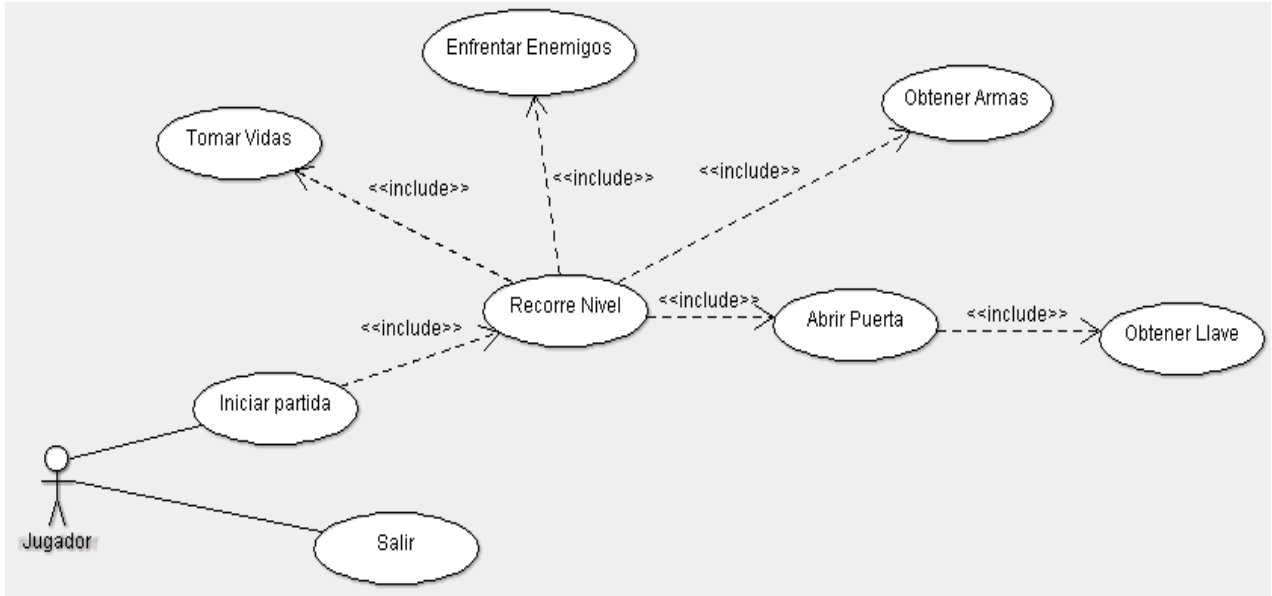 Enfrentar Enemigos
Obtener Armas
Tomar Vidas
<<include>>
<<include>>
<<include>>
Recorre Nivel
<<include>>
Abrir Puerta
<<include>>
Obtener Llave
<<include>>
Iniciar partida
Jugador
Salir